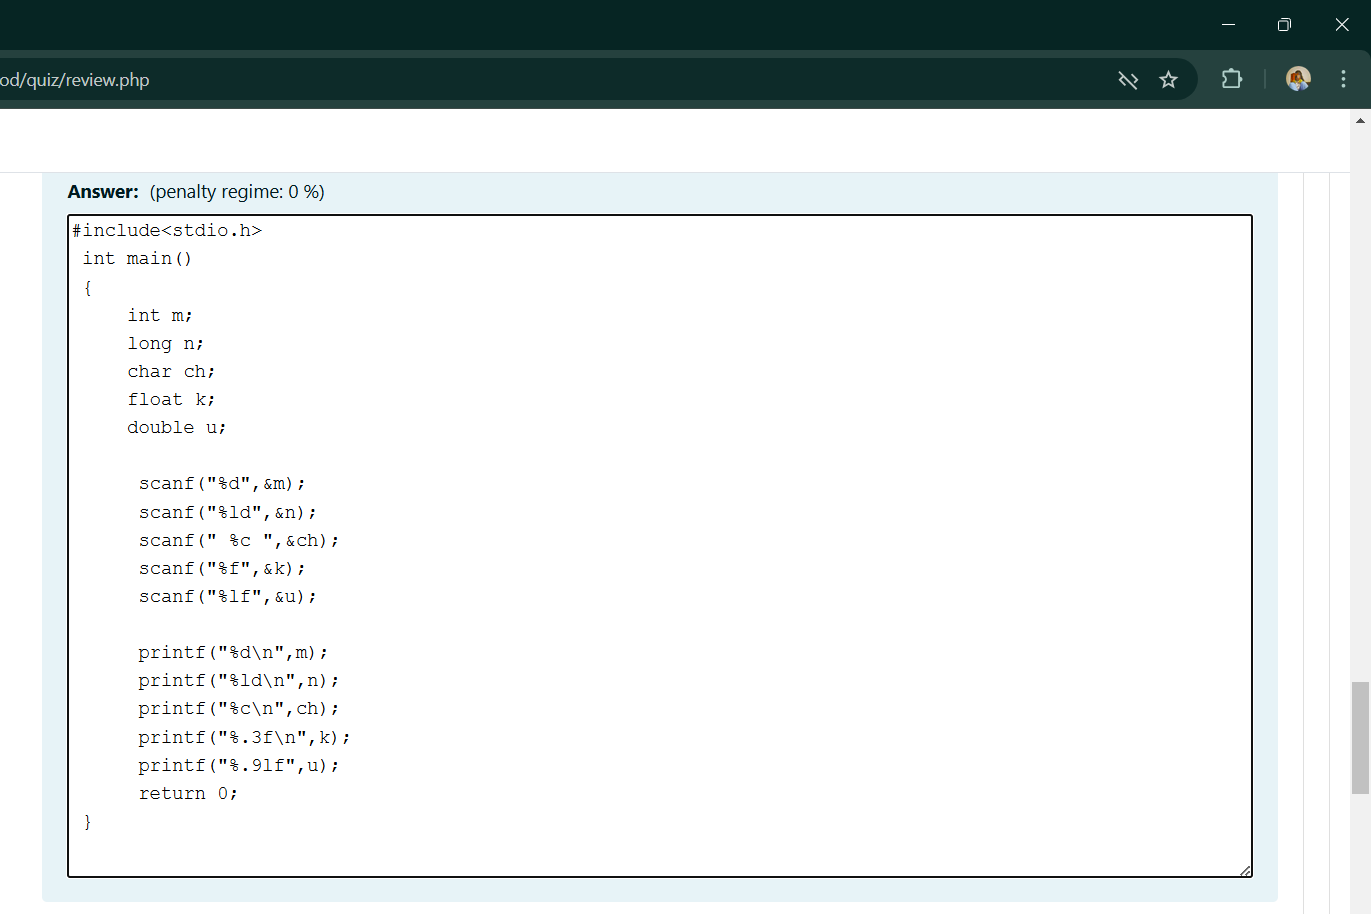 od/quiz/review.php
Answer: (penalty regime: 0 %)
#include<stdio.h>
 int main()
 {
     int m;
     long n;
     char ch;
     float k;
     double u;

      scanf("%d",&m);
      scanf("%ld",&n);
      scanf(" %c ",&ch);
      scanf("%f",&k);
      scanf("%lf",&u);

      printf("%d\n",m);
      printf("%ld\n",n);
      printf("%c\n",ch);
      printf("%.3f\n",k);
      printf("%.9lf",u);
      return 0;
 }